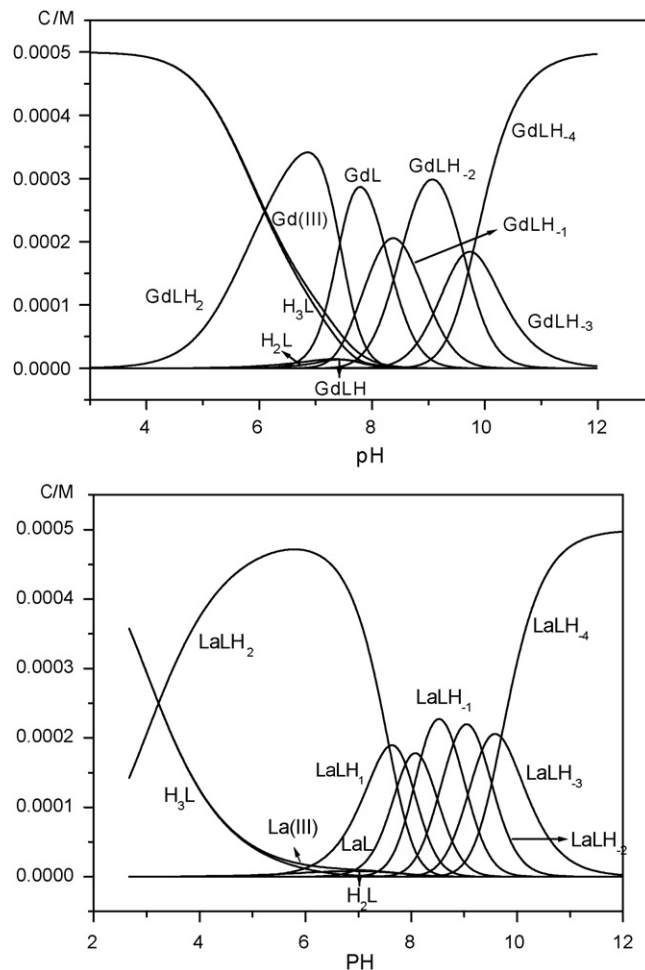 C/M
0.0005
0.0004
0.0003
0.0002
0.0001
0.0000
GdLH₂
Gd(III)
H₃L
H₂L
GdLH
GdL
GdLH₋₂
GdLH₋₁
GdLH₋₄
GdLH₋₃
4 6 8 10 12
pH
C/M
0.0005
0.0004
0.0003
0.0002
0.0001
0.0000
LaLH₂
H₃L
La(III)
LaLH₁
LaL
H₂L
LaLH₋₁
LaLH₋₄
LaLH₋₃
LaLH₋₂
2 4 6 8 10 12
PH